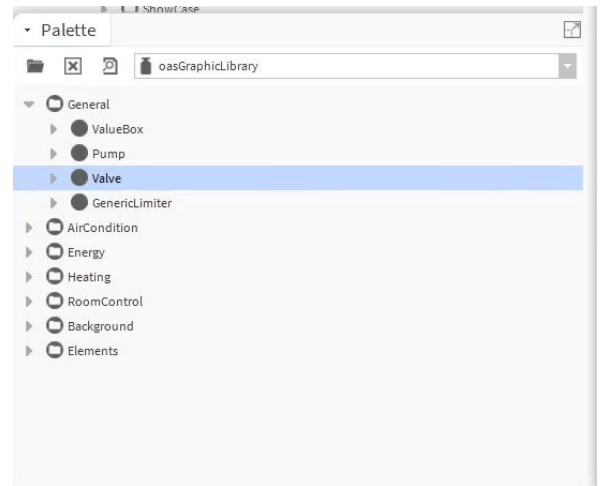 ShowCase
Palette
oasGraphicLibrary
General
ValueBox
Pump
Valve
GenericLimiter
AirCondition
Energy
Heating
RoomControl
Background
Elements